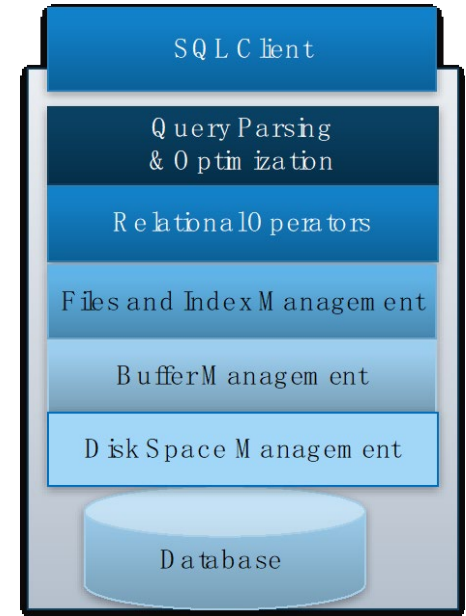 SQL Client
Query Parsing
& Optimization
Relational Operators
Files and Index Management
Buffer Management
Disk Space Management
Database